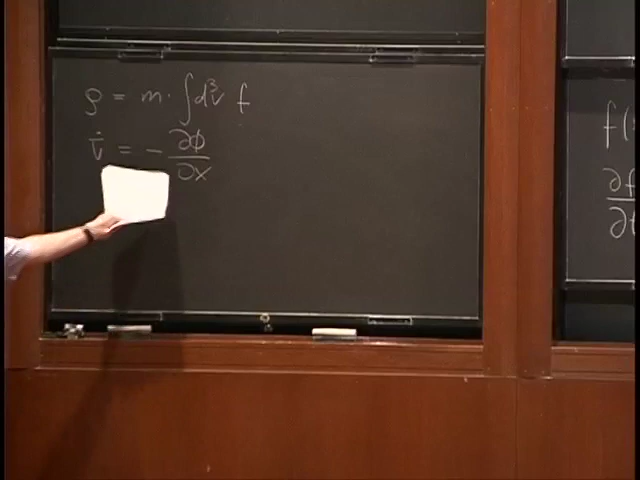 ρ = m · ∫ d³v f
v̇ = − ∂ϕ/∂x
f(
∂f
∂t